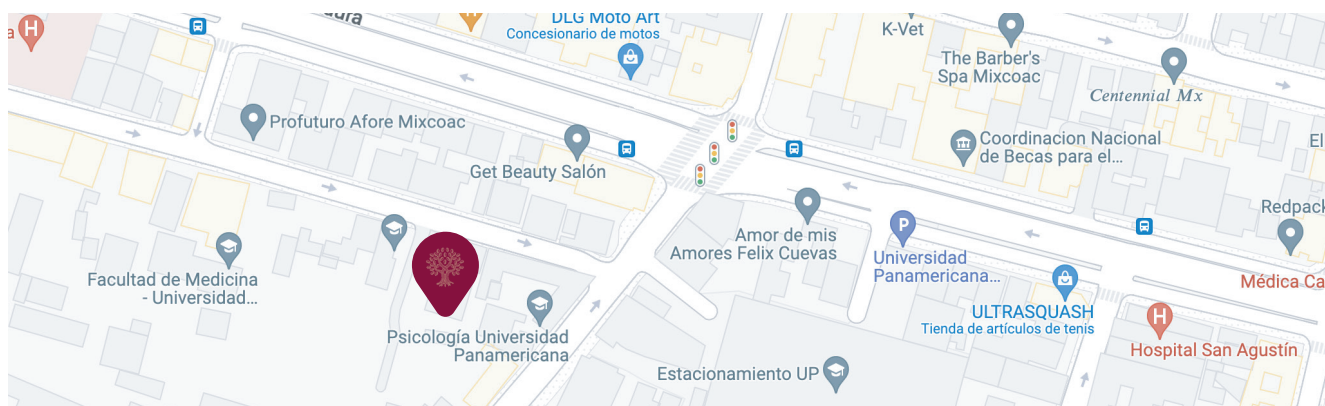 DLG Moto Art
Concesionario de motos
K-Vet
The Barber's
Spa Mixcoac
Centennial Mx
Profuturo Afore Mixcoac
Get Beauty Salón
Coordinacion Nacional
de Becas para el...
El
Redpack
Amor de mis
Amores Felix Cuevas
P
Universidad
Panamericana...
Facultad de Medicina
- Universidad...
Médica Ca
ULTRASQUASH
Tienda de artículos de tenis
Psicología Universidad
Panamericana
H
Hospital San Agustín
Estacionamiento UP
a
H